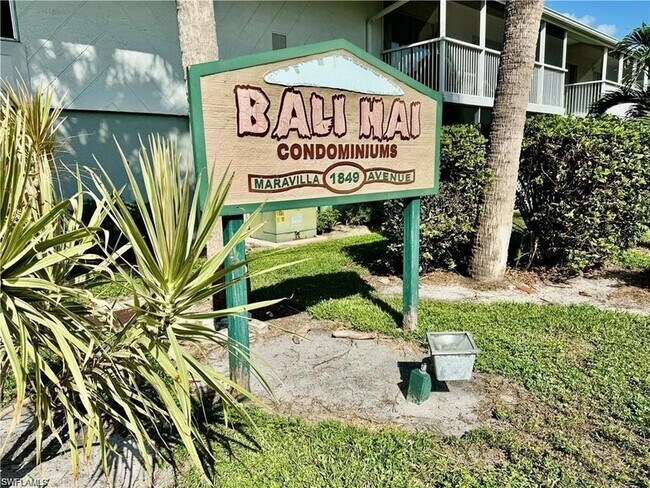 BALI HAI
CONDOMINIUMS
MARAVILLA 1849 AVENUE
SWFLAMLS